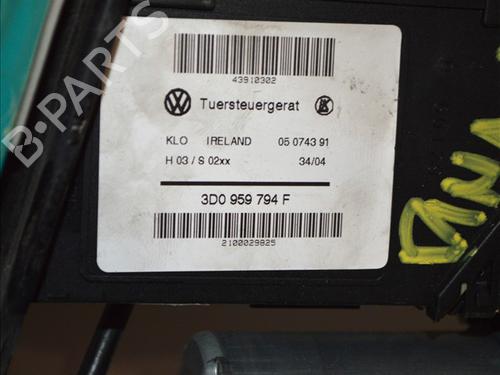 B-PARTS
43910302
Tuersteuergerat
KLO IRELAND 05 0743 91
H 03 / S 02xx 34/04
3D0 959 794 F
2100029825